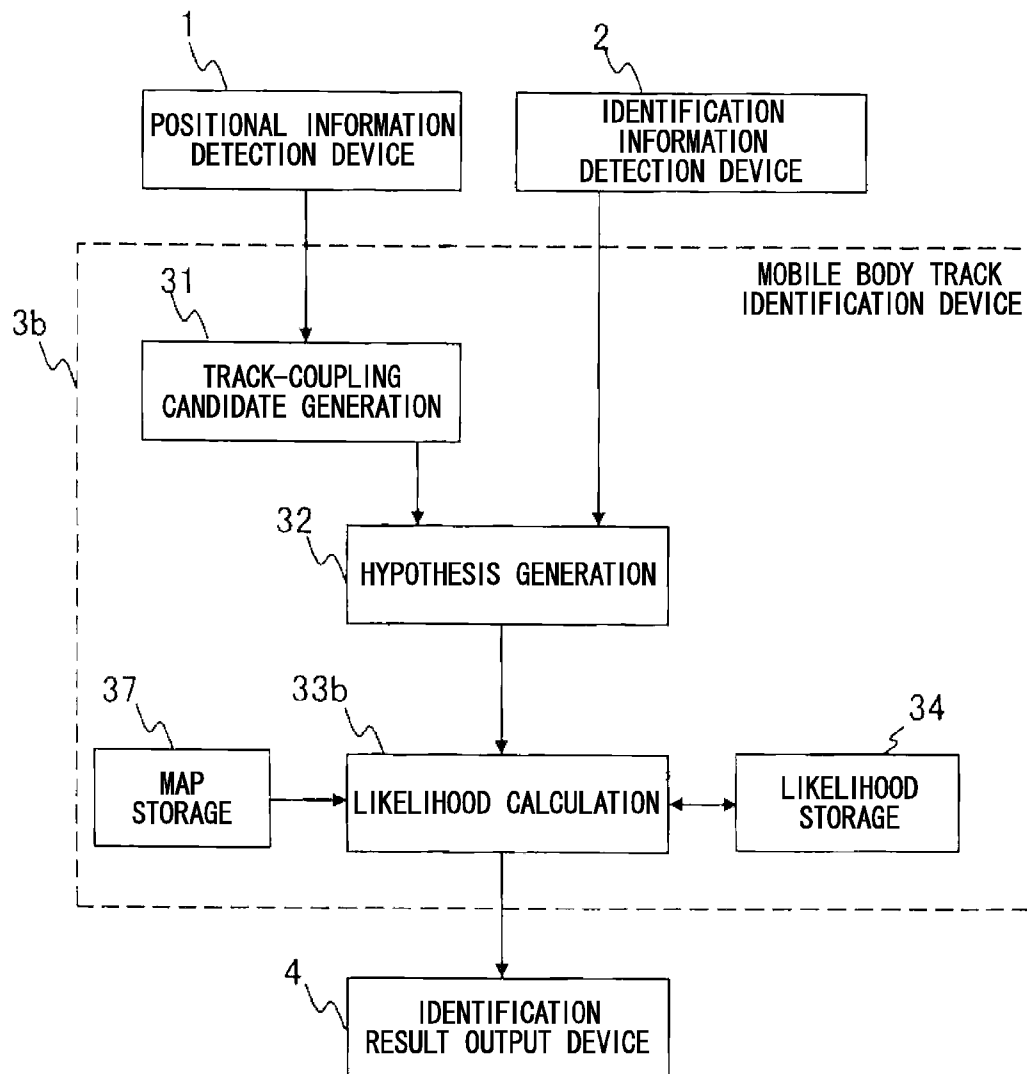 1
2
POSITIONAL INFORMATION
DETECTION DEVICE
IDENTIFICATION
INFORMATION
DETECTION DEVICE
MOBILE BODY TRACK
IDENTIFICATION DEVICE
3b
31
TRACK-COUPLING
CANDIDATE GENERATION
32
HYPOTHESIS GENERATION
37
33b
34
MAP
STORAGE
LIKELIHOOD CALCULATION
LIKELIHOOD
STORAGE
4
IDENTIFICATION
RESULT OUTPUT DEVICE